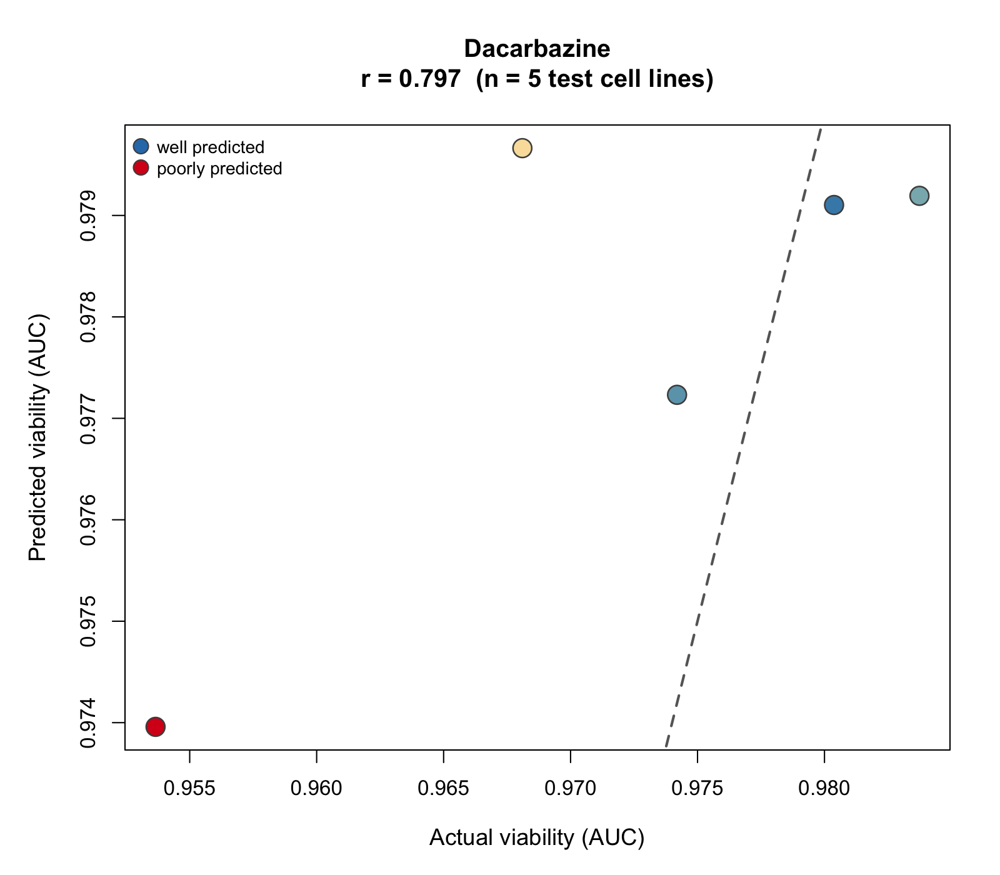 Dacarbazine
r = 0.797  (n = 5 test cell lines)
well predicted
poorly predicted
Predicted viability (AUC)
0.979
0.978
0.977
0.976
0.975
0.974
0.955 0.960 0.965 0.970 0.975 0.980
Actual viability (AUC)